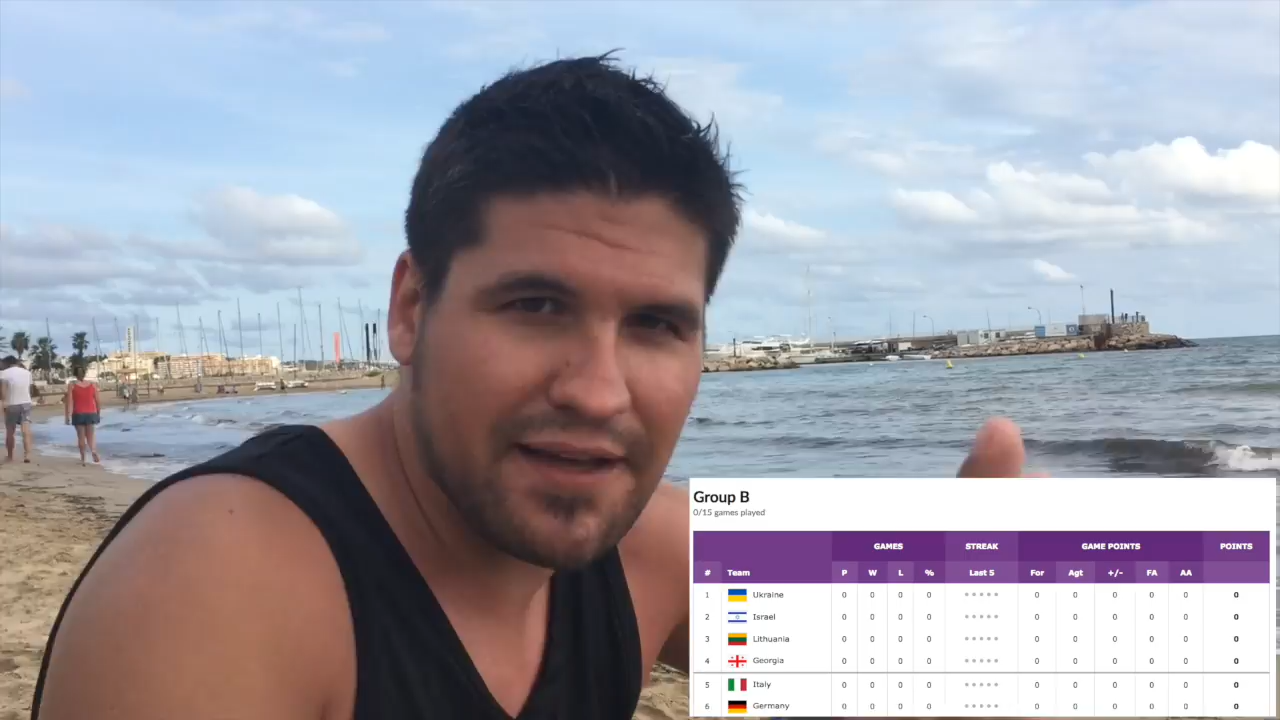 Group B
0/15 games played
GAMES STREAK GAME POINTS POINTS
# Team P W L % Last 5 For Agt +/- FA AA
1 Ukraine 0 0 0 0 0 0 0 0 0 0
2 Israel 0 0 0 0 0 0 0 0 0 0
3 Lithuania 0 0 0 0 0 0 0 0 0 0
4 Georgia 0 0 0 0 0 0 0 0 0 0
5 Italy 0 0 0 0 0 0 0 0 0 0
6 Germany 0 0 0 0 0 0 0 0 0 0